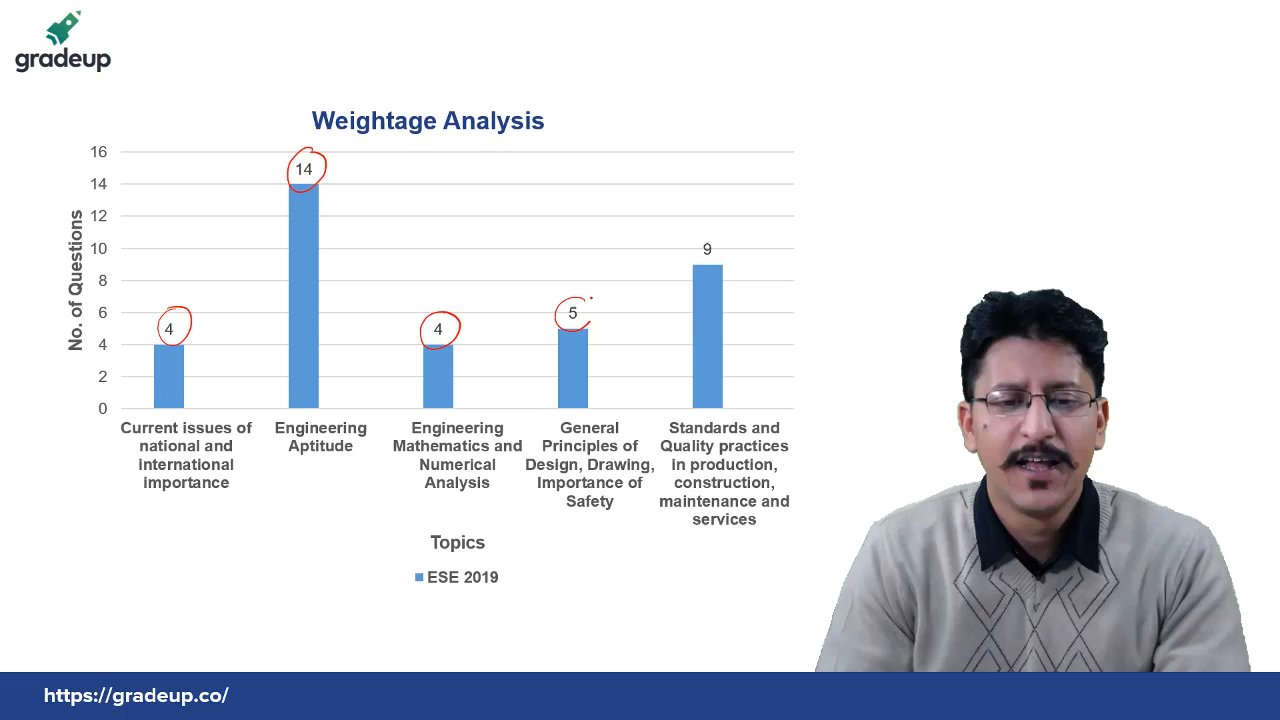 gradeup
Weightage Analysis
16
14
12
10
8
6
4
2
0
No. of Questions
4
14
4
5
9
Current issues of
national and
international
importance
Engineering
Aptitude
Engineering
Mathematics and
Numerical
Analysis
General
Principles of
Design, Drawing,
Importance of
Safety
Standards and
Quality practices
in production,
construction,
maintenance and
services
Topics
ESE 2019
https://gradeup.co/